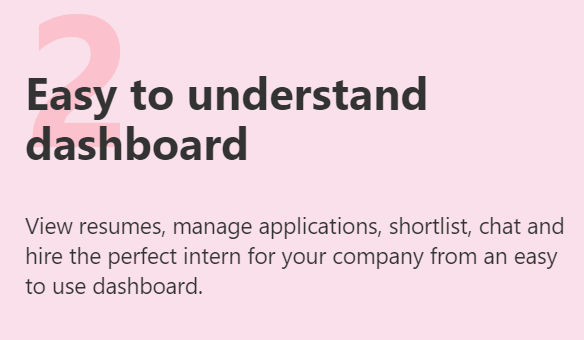 2
Easy to understand
dashboard
View resumes, manage applications, shortlist, chat and
hire the perfect intern for your company from an easy
to use dashboard.